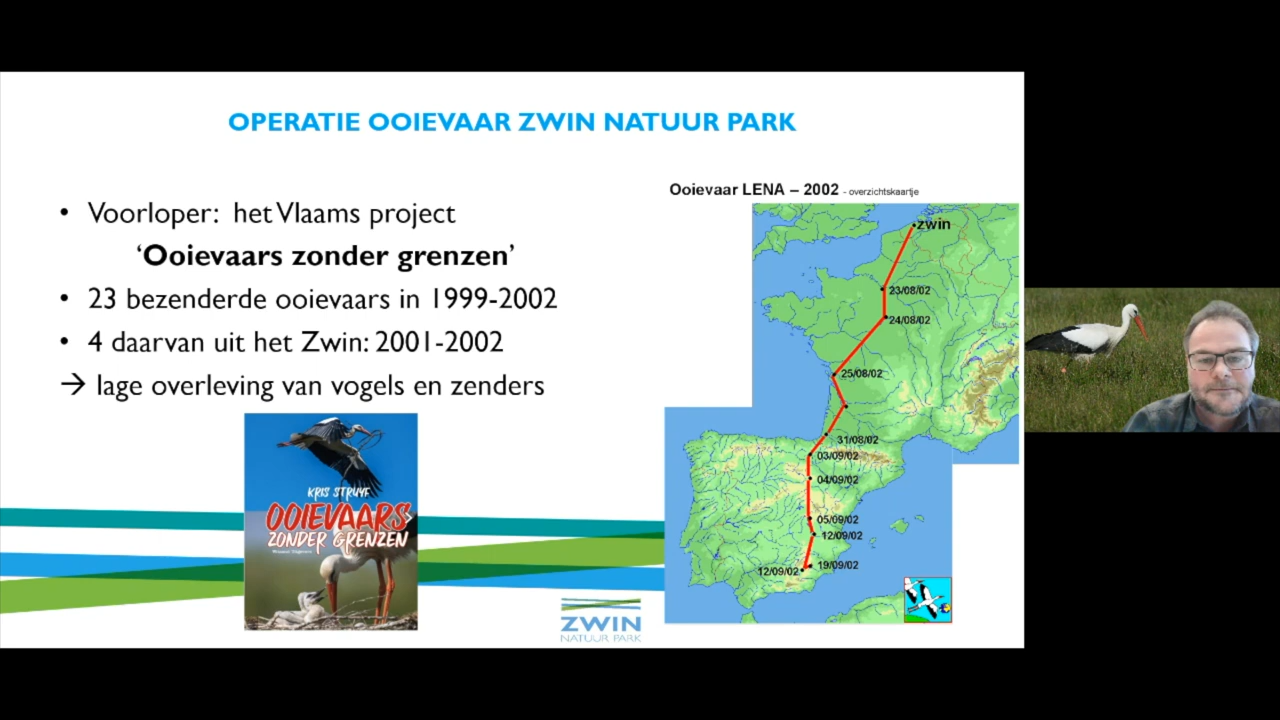 OPERATIE OOIEVAAR ZWIN NATUUR PARK
• Voorloper: het Vlaams project
‘Ooievaars zonder grenzen’
• 23 bezenderde ooievaars in 1999-2002
• 4 daarvan uit het Zwin: 2001-2002
→ lage overleving van vogels en zenders
KRIS STRUYF
OOIEVAARS
ZONDER GRENZEN
ZWIN
NATUUR PARK
Ooievaar LENA – 2002 - overzichtskaartje
zwin
23/08/02
24/08/02
25/08/02
31/08/02
03/09/02
04/09/02
05/09/02
12/09/02
12/09/02 19/09/02